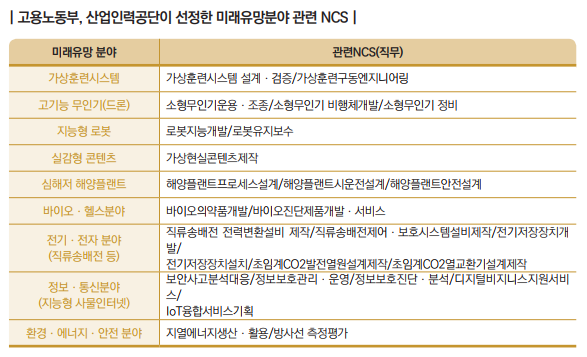 | 고용노동부, 산업인력공단이 선정한 미래유망분야 관련 NCS |
미래유망 분야 관련NCS(직무)
가상훈련시스템 가상훈련시스템 설계 · 검증/가상훈련구동엔지니어링
고기능 무인기(드론) 소형무인기운용 · 조종/소형무인기 비행체개발/소형무인기 정비
지능형 로봇 로봇지능개발/로봇유지보수
실감형 콘텐츠 가상현실콘텐츠제작
심해저 해양플랜트 해양플랜트프로세스설계/해양플랜트시운전설계/해양플랜트안전설계
바이오 · 헬스분야 바이오의약품개발/바이오진단제품개발 · 서비스
전기 · 전자 분야
(직류송배전 등)
직류송배전 전력변환설비 제작/직류송배전제어 · 보호시스템설비제작/전기저장장치개
발/
전기저장장치설치/초임계CO2발전열원설계제작/초임계CO2열교환기설계제작
정보 · 통신분야
(지능형 사물인터넷)
보안사고분석대응/정보보호관리 · 운영/정보보호진단 · 분석/디지털비지니스지원서비
스/
IoT융합서비스기획
환경 · 에너지 · 안전 분야 지열에너지생산 · 활용/방사선 측정평가